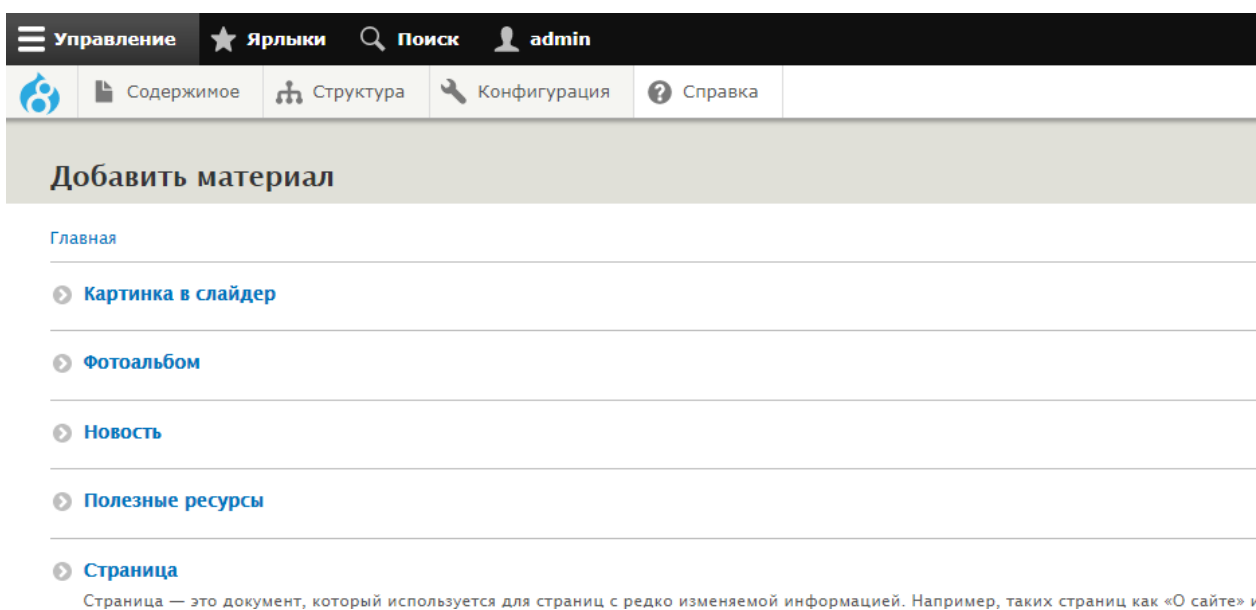 Управление Ярлыки Поиск admin
Содержимое Структура Конфигурация Справка
Добавить материал
Главная
Картинка в слайдер
Фотоальбом
Новость
Полезные ресурсы
Страница
Страница — это документ, который используется для страниц с редко изменяемой информацией. Например, таких страниц как «О сайте»